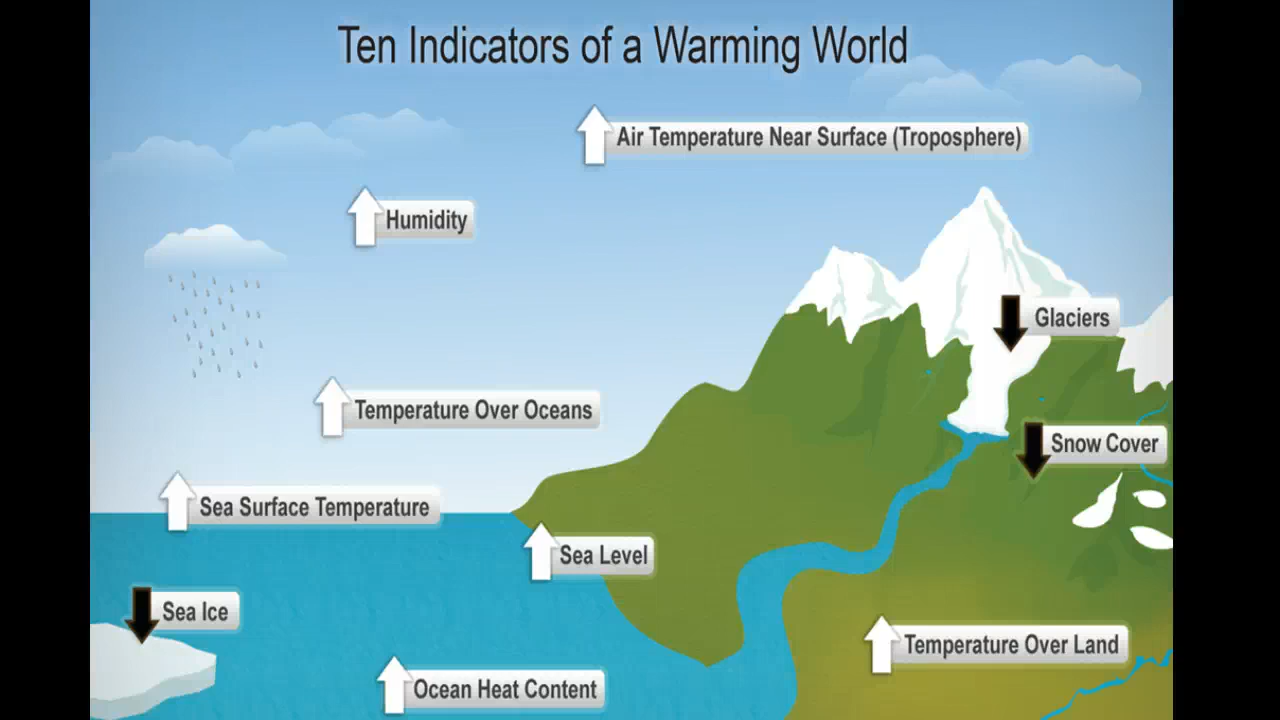 Ten Indicators of a Warming World
Air Temperature Near Surface (Troposphere)
Humidity
Glaciers
Temperature Over Oceans
Snow Cover
Sea Surface Temperature
Sea Level
Sea Ice
Temperature Over Land
Ocean Heat Content